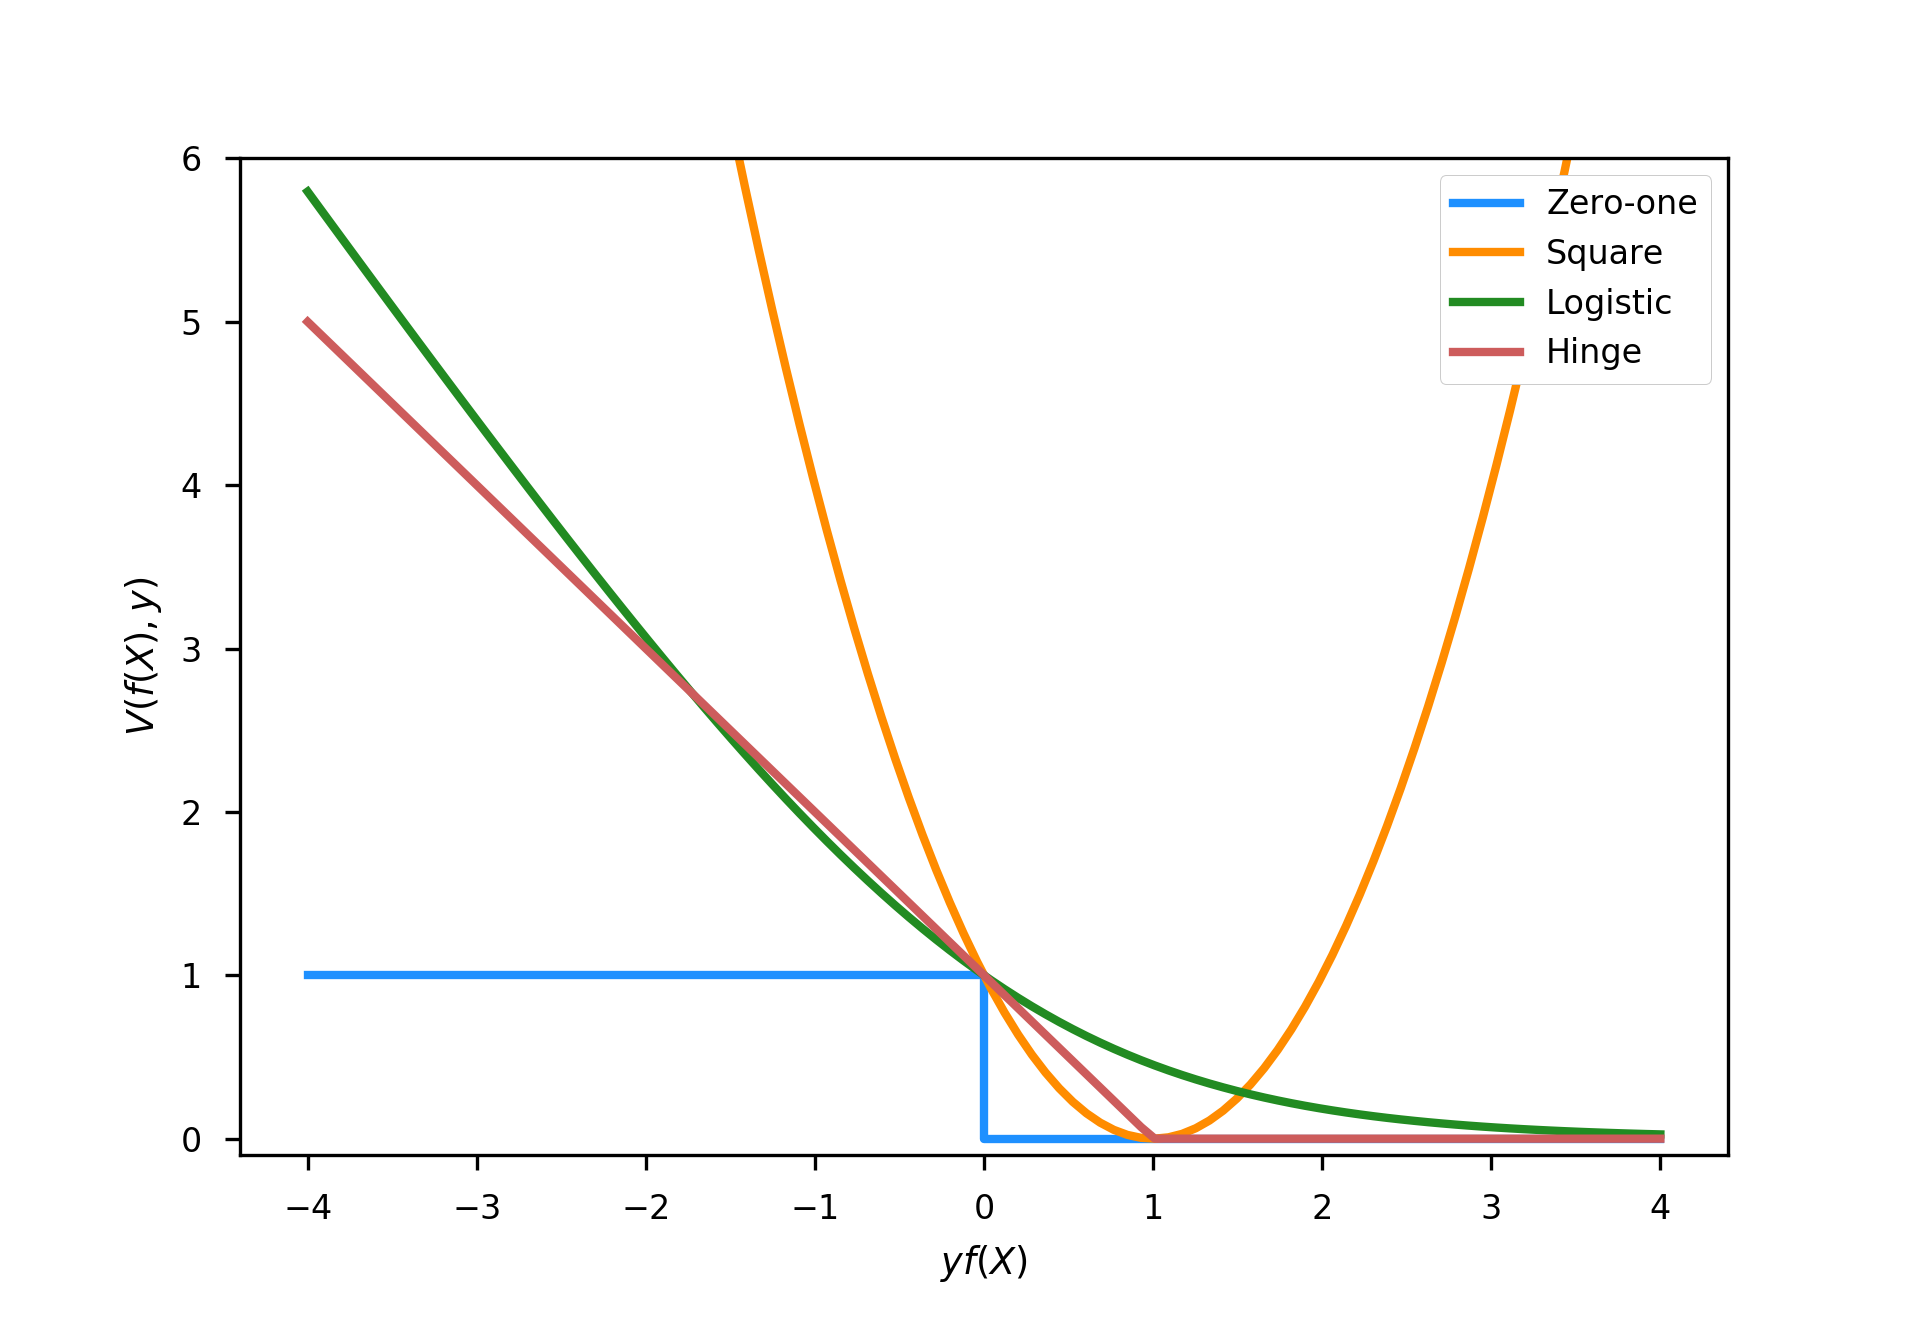 6
5
4
3
2
1
0
−4 −3 −2 −1 0 1 2 3 4
yf(X)
V(f(X), y)
Zero-one
Square
Logistic
Hinge